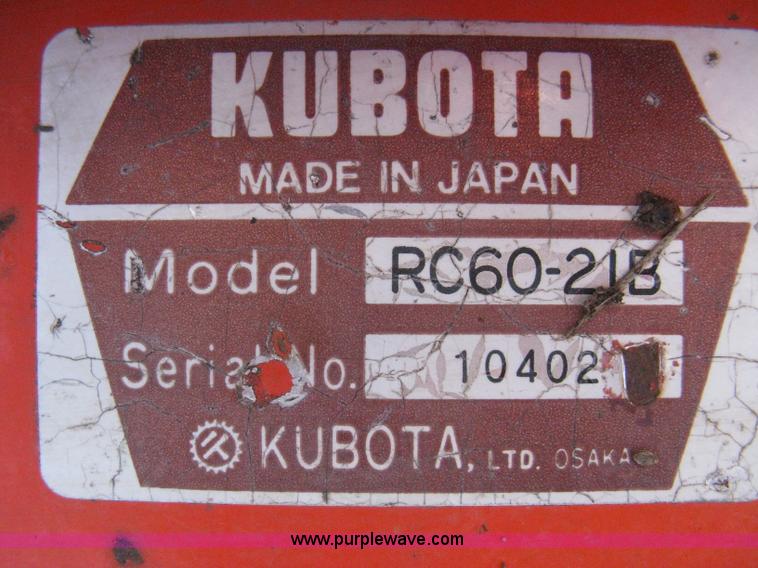 KUBOTA
MADE IN JAPAN
Model RC60-21B
Serial No. 10402
KUBOTA, LTD. OSAKA
www.purplewave.com